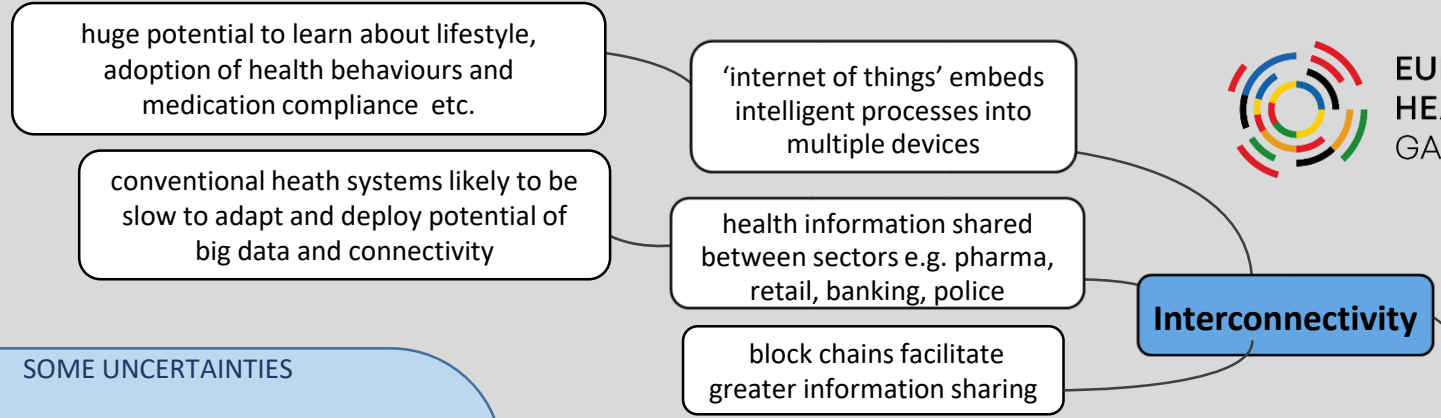 huge potential to learn about lifestyle,
adoption of health behaviours and
medication compliance  etc.
‘internet of things’ embeds
intelligent processes into
multiple devices
EU
HEA
GA
conventional heath systems likely to be
slow to adapt and deploy potential of
big data and connectivity
health information shared
between sectors e.g. pharma,
retail, banking, police
Interconnectivity
block chains facilitate
greater information sharing
SOME UNCERTAINTIES